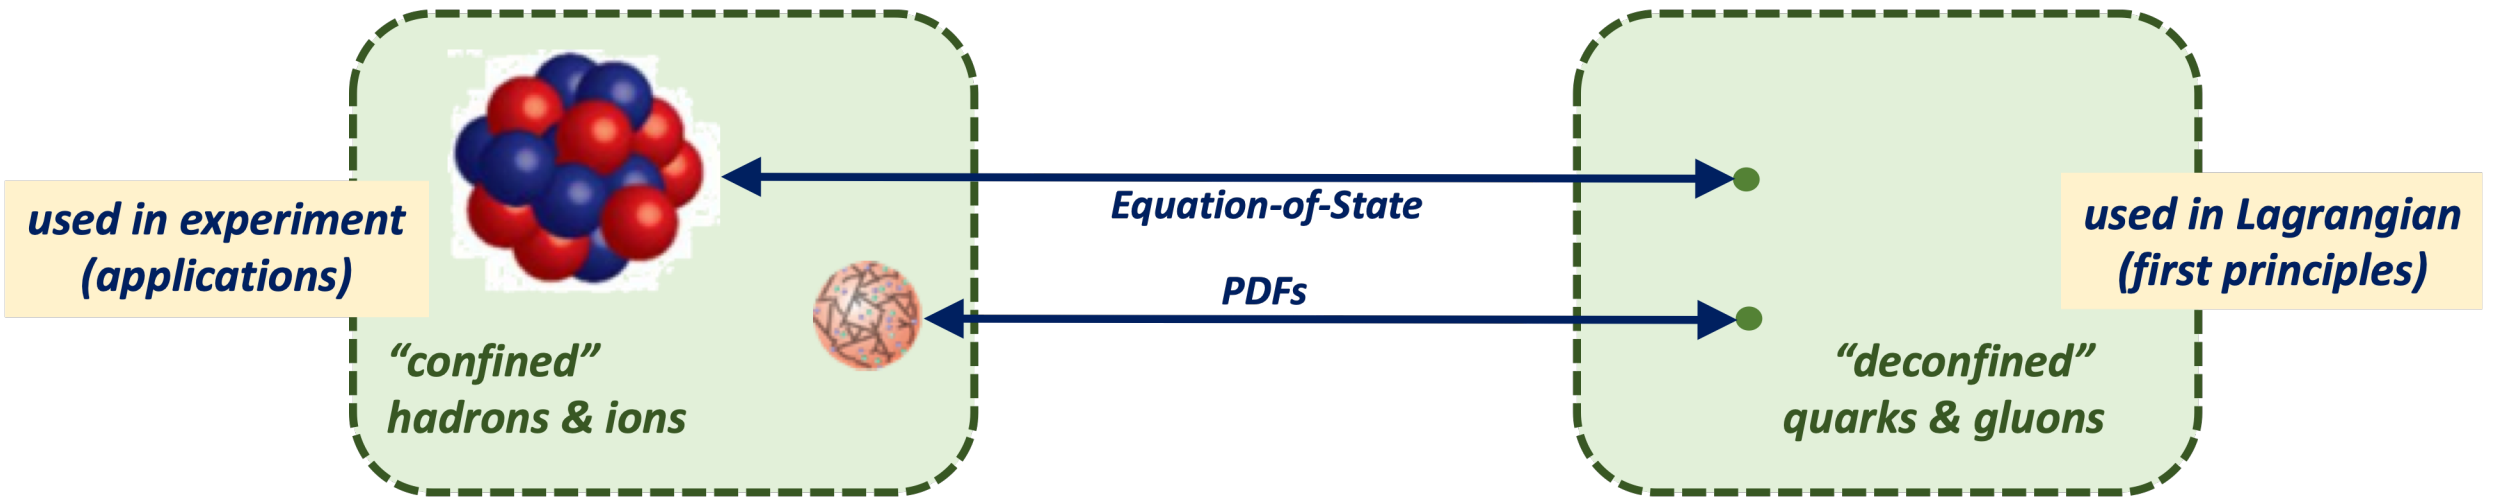 used in experiment
(applications)
“confined”
hadrons & ions
Equation-of-State
PDFs
used in Lagrangian
(first principles)
“deconfined”
quarks & gluons